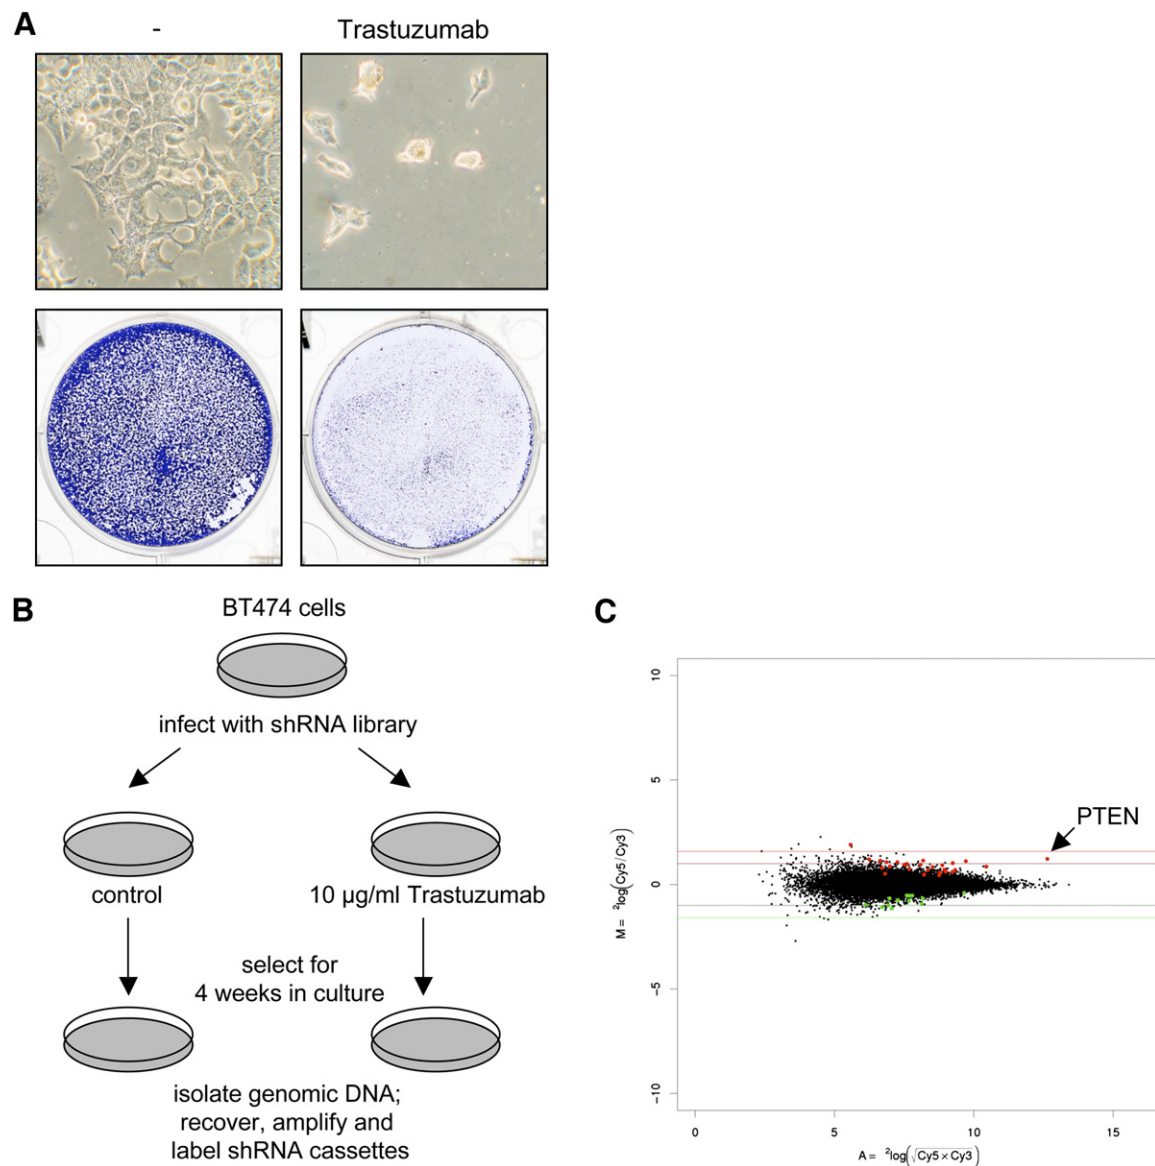 A
-
Trastuzumab
B
BT474 cells
infect with shRNA library
control
10 µg/ml Trastuzumab
select for
4 weeks in culture
isolate genomic DNA;
recover, amplify and
label shRNA cassettes
C
10
5
0
−5
−10
M = ²log(Cy5 / Cy3)
PTEN
0
5
10
15
A = ²log(√Cy5 × Cy3)